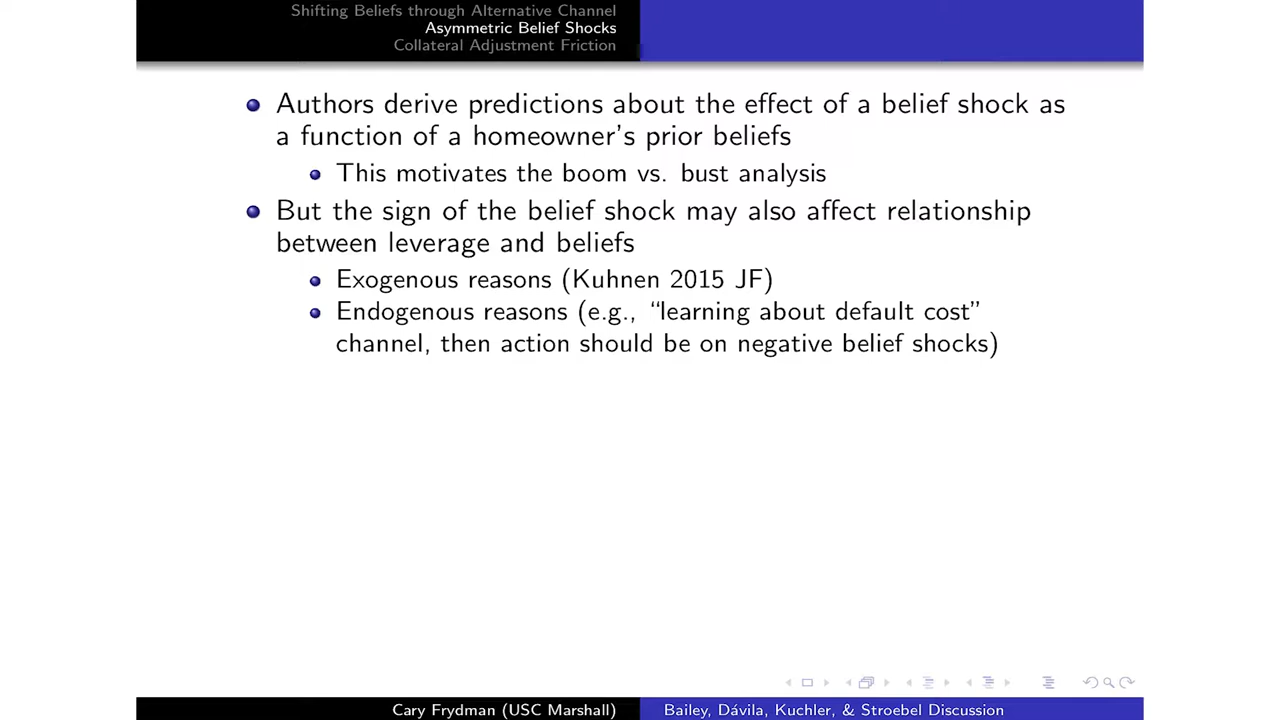 Shifting Beliefs through Alternative Channel
Asymmetric Belief Shocks
Collateral Adjustment Friction
Authors derive predictions about the effect of a belief shock as
a function of a homeowner's prior beliefs
This motivates the boom vs. bust analysis
But the sign of the belief shock may also affect relationship
between leverage and beliefs
Exogenous reasons (Kuhnen 2015 JF)
Endogenous reasons (e.g., “learning about default cost”
channel, then action should be on negative belief shocks)
Cary Frydman (USC Marshall)
Bailey, Dávila, Kuchler, & Stroebel Discussion